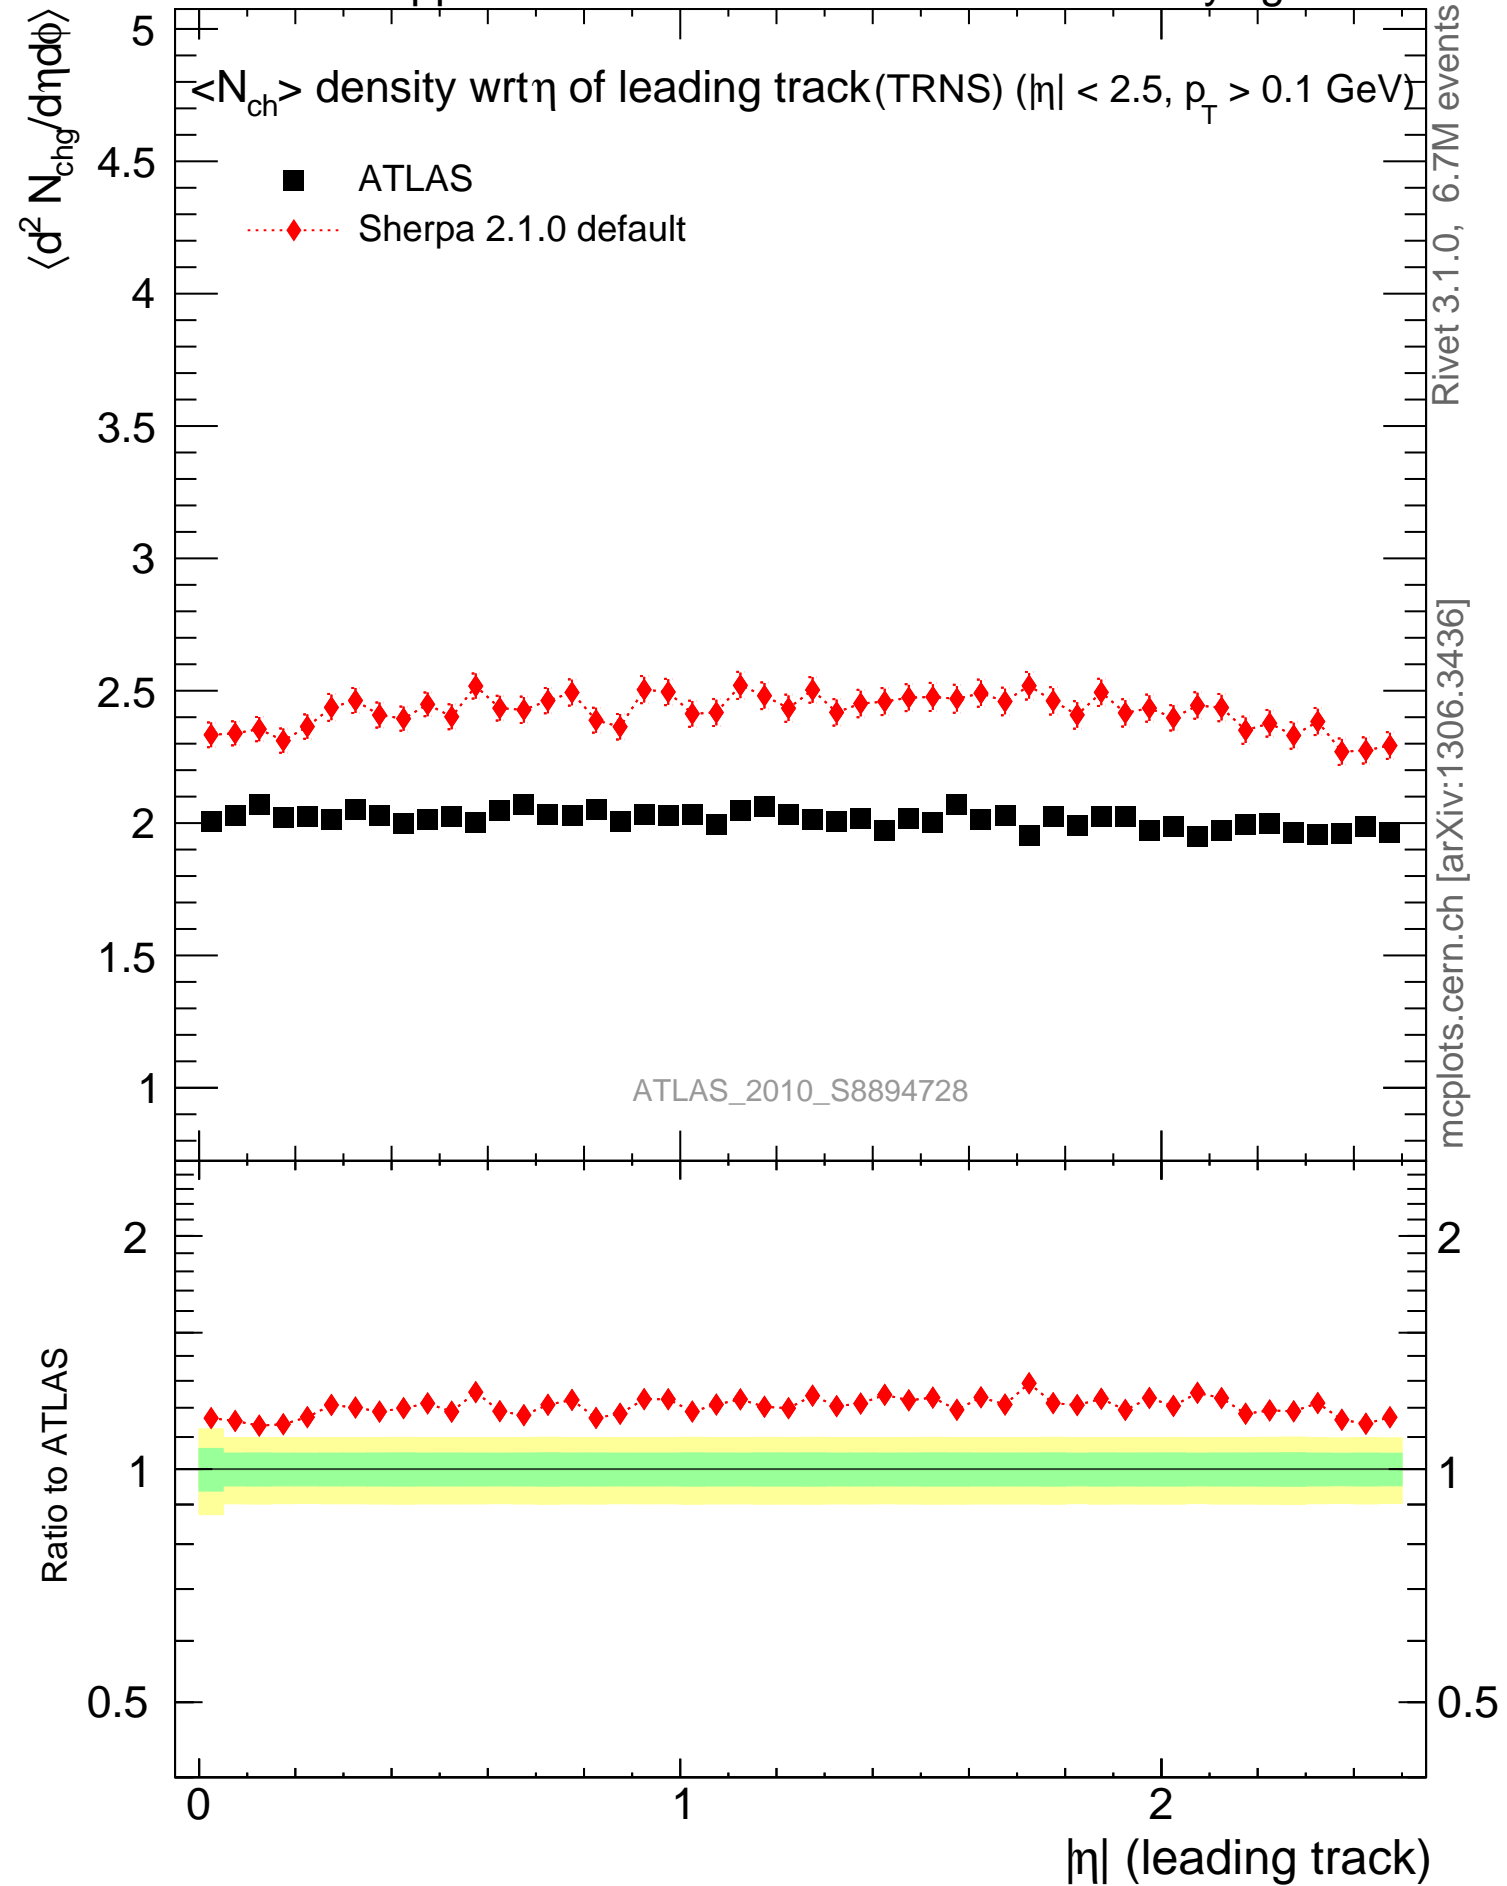 ⟨d² N_chg/dηdϕ⟩
<N_ch> density wrt η of leading track (TRNS) (|η| < 2.5, p_T > 0.1 GeV)
ATLAS
Sherpa 2.1.0 default
5
4.5
4
3.5
3
2.5
2
1.5
1
ATLAS_2010_S8894728
Rivet 3.1.0, 6.7M events
mcplots.cern.ch [arXiv:1306.3436]
Ratio to ATLAS
2
1
0.5
2
1
0.5
0 1 2
|η| (leading track)